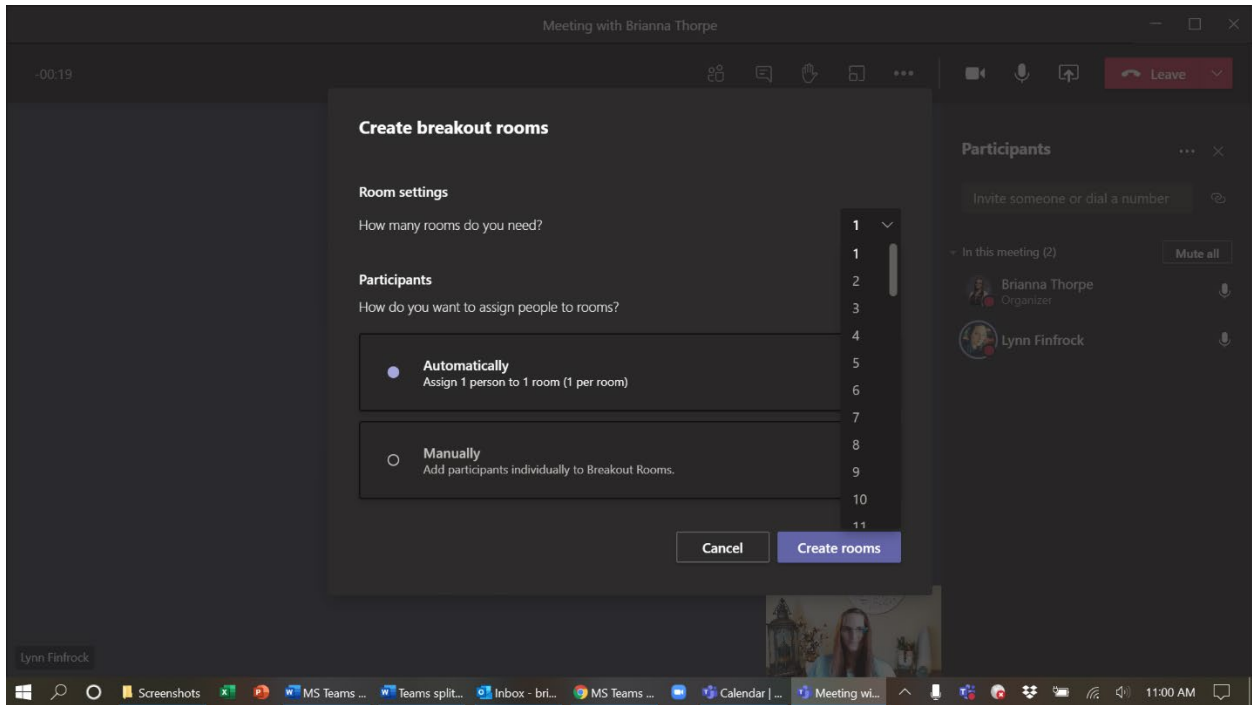 Meeting with Brianna Thorpe
-00:19
Leave
Create breakout rooms
Room settings
How many rooms do you need?
1
1
2
3
4
5
6
7
8
9
10
11
Participants
How do you want to assign people to rooms?
Automatically
Assign 1 person to 1 room (1 per room)
Manually
Add participants individually to Breakout Rooms.
Cancel
Create rooms
Participants
Invite someone or dial a number
In this meeting (2)
Mute all
Brianna Thorpe
Organizer
Lynn Finfrock
Lynn Finfrock
Screenshots
MS Teams ...
Teams split...
Inbox - bri...
MS Teams ...
Calendar | ...
Meeting wi...
11:00 AM